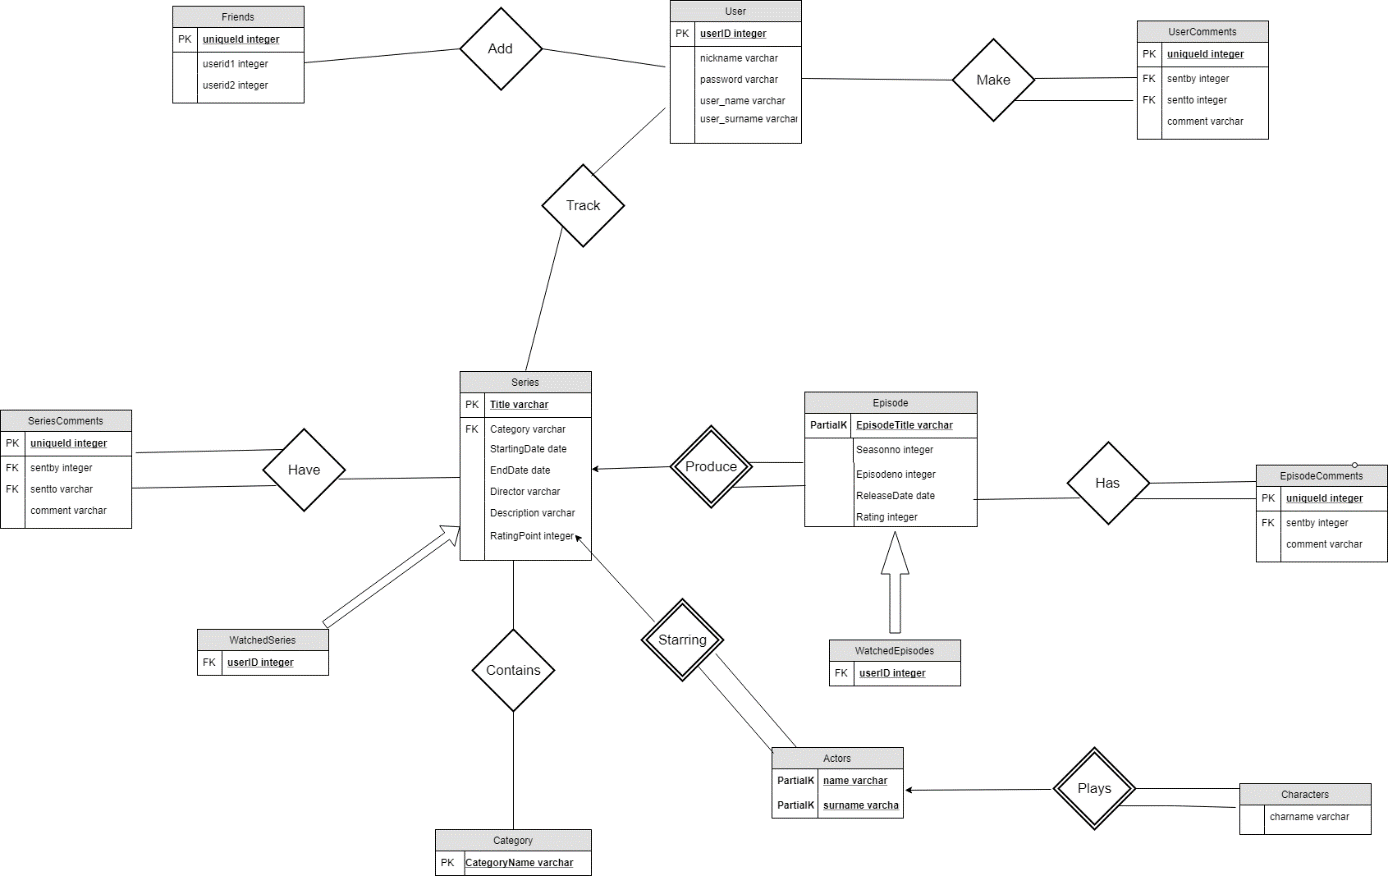 Friends
PK uniqueId integer
userid1 integer
userid2 integer
Add
User
PK userID integer
nickname varchar
password varchar
user_name varchar
user_surname varchar
Make
UserComments
PK uniqueId integer
FK sentby integer
FK sentto integer
comment varchar
Track
SeriesComments
PK uniqueId integer
FK sentby integer
FK sentto varchar
comment varchar
Have
Series
PK Title varchar
FK Category varchar
StartingDate date
EndDate date
Director varchar
Description varchar
RatingPoint integer
Produce
Episode
PartialK EpisodeTitle varchar
Seasonno integer
Episodeno integer
ReleaseDate date
Rating integer
Has
EpisodeComments
PK uniqueId integer
FK sentby integer
comment varchar
WatchedSeries
FK userID integer
Contains
Starring
WatchedEpisodes
FK userID integer
Actors
PartialK name varchar
PartialK surname varcha
Plays
Characters
charname varchar
Category
PK CategoryName varchar